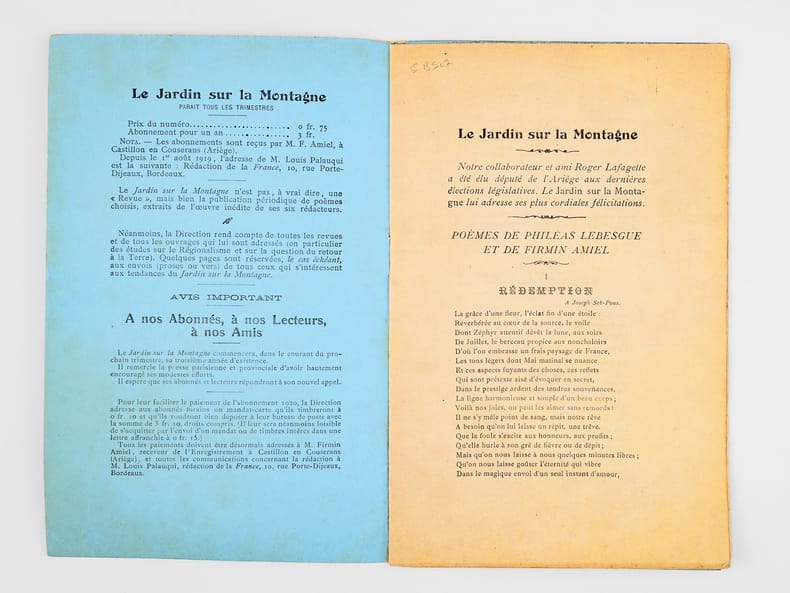 Le Jardin sur la Montagne
PARAIT TOUS LES TRIMESTRES
Prix du numéro........................ 0 fr. 75
Abonnement pour un an.............. 3 fr.
NOTA. — Les abonnements sont reçus par M. F. Amiel, à
Castillon en Couserans (Ariège).
Depuis le 1er août 1919, l'adresse de M. Louis Palauqui
est la suivante : Rédaction de la France, 10, rue Porte-
Dijeaux, Bordeaux.
Le Jardin sur la Montagne n'est pas, à vrai dire, une
« Revue », mais bien la publication périodique de poèmes
choisis, extraits de l'œuvre inédite de ses six rédacteurs.
Néanmoins, la Direction rend compte de toutes les revues
et de tous les ouvrages qui lui sont adressés (en particulier
des études sur le Régionalisme et sur la question du retour
à la Terre). Quelques pages sont réservées, le cas échéant,
aux envois (proses ou vers) de tous ceux qui s'intéressent
aux tendances du Jardin sur la Montagne.
AVIS IMPORTANT
A nos Abonnés, à nos Lecteurs,
à nos Amis
Le Jardin sur la Montagne commencera, dans le courant du pro-
chain trimestre, sa troisième année d'existence.
Il remercie la presse parisienne et provinciale d'avoir hautement
encouragé ses modestes efforts.
Il espère que ses abonnés et lecteurs répondront à son nouvel appel.
Pour leur faciliter le paiement de l'abonnement 1920, la Direction
adresse aux abonnés forains un mandat-carte qu'ils timbreront à
0 fr. 10 et qu'ils voudront bien déposer à leur bureau de poste avec
la somme de 3 fr. 10, droits compris. (Il leur sera néanmoins loisible
de s'acquitter par l'envoi d'un mandat ou de timbres insérés dans une
lettre affranchie à 0 fr. 15.)
Tous les paiements doivent être désormais adressés à M. Firmin
Amiel, receveur de l'Enregistrement à Castillon en Couserans
(Ariège), et toutes les communications concernant la rédaction à
M. Louis Palauqui, rédaction de la France, 10, rue Porte-Dijeaux,
Bordeaux.
Le Jardin sur la Montagne
Notre collaborateur et ami Roger Lafagette
a été élu député de l'Ariège aux dernières
élections législatives. Le Jardin sur la Monta-
gne lui adresse ses plus cordiales félicitations.
POÈMES DE PHILÉAS LEBESGUE
ET DE FIRMIN AMIEL
I
RÉDEMPTION
A Joseph Seb-Pons.
La grâce d'une fleur, l'éclat fin d'une étoile
Réverbérée au cœur de la source, le voile
Dont Zéphyr attentif dévêt la lune, aux soirs
De Juillet, le berceau propice aux nonchaloirs
D'où l'on embrasse un frais paysage de France,
Les tons légers dont Mai matinal se nuance
Et ces aspects fuyants des choses, ces reflets
Qui sont prétexte aisé d'évoquer en secret,
Dans le prestige ardent des tendres souvenances,
La ligne harmonieuse et souple d'un beau corps ;
Voilà nos joies, on peut les aimer sans remords !
Il ne s'y mêle point de sang, mais notre rêve
A besoin qu'on lui laisse un répit, une trêve.
Que la foule s'excite aux honneurs, aux profits ;
Qu'elle hurle à son gré de fièvre ou de dépit ;
Mais qu'on nous laisse à nous quelques minutes libres ;
Qu'on nous laisse goûter l'éternité qui vibre
Dans le magique envol d'un seul instant d'amour,